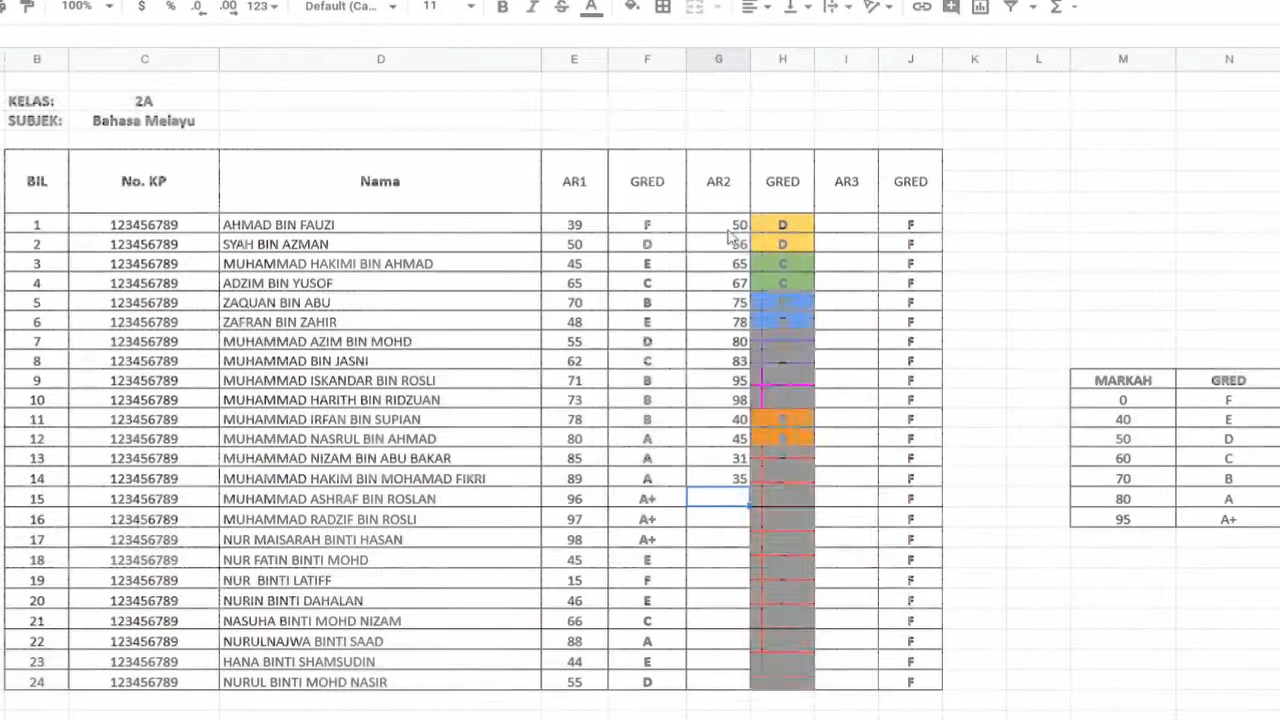 100% $ % .0 .00 123 Default (Ca... 11 B I S A
B C D E F G H I J K L M N
KELAS: 2A
SUBJEK: Bahasa Melayu
BIL No. KP Nama AR1 GRED AR2 GRED AR3 GRED
1 123456789 AHMAD BIN FAUZI 39 F 50 D F
2 123456789 SYAH BIN AZMAN 50 D 56 D F
3 123456789 MUHAMMAD HAKIMI BIN AHMAD 45 E 65 C F
4 123456789 ADZIM BIN YUSOF 65 C 67 C F
5 123456789 ZAQUAN BIN ABU 70 B 75 F
6 123456789 ZAFRAN BIN ZAHIR 48 E 78 F
7 123456789 MUHAMMAD AZIM BIN MOHD 55 D 80 F
8 123456789 MUHAMMAD BIN JASNI 62 C 83 F
9 123456789 MUHAMMAD ISKANDAR BIN ROSLI 71 B 95 F MARKAH GRED
10 123456789 MUHAMMAD HARITH BIN RIDZUAN 73 B 98 F 0 F
11 123456789 MUHAMMAD IRFAN BIN SUPIAN 78 B 40 F 40 E
12 123456789 MUHAMMAD NASRUL BIN AHMAD 80 A 45 F 50 D
13 123456789 MUHAMMAD NIZAM BIN ABU BAKAR 85 A 31 F 60 C
14 123456789 MUHAMMAD HAKIM BIN MOHAMAD FIKRI 89 A 35 F 70 B
15 123456789 MUHAMMAD ASHRAF BIN ROSLAN 96 A+ F 80 A
16 123456789 MUHAMMAD RADZIF BIN ROSLI 97 A+ F 95 A+
17 123456789 NUR MAISARAH BINTI HASAN 98 A+ F
18 123456789 NUR FATIN BINTI MOHD 45 E F
19 123456789 NUR BINTI LATIFF 15 F F
20 123456789 NURIN BINTI DAHALAN 46 E F
21 123456789 NASUHA BINTI MOHD NIZAM 66 C F
22 123456789 NURULNAJWA BINTI SAAD 88 A F
23 123456789 HANA BINTI SHAMSUDIN 44 E F
24 123456789 NURUL BINTI MOHD NASIR 55 D F